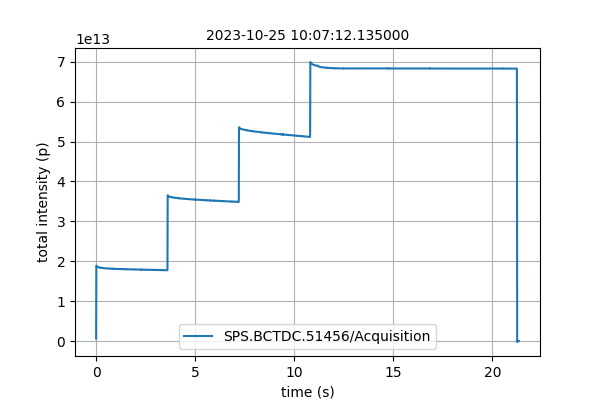 2023-10-25 10:07:12.135000
1e13
7
6
5
4
3
2
1
0
total intensity (p)
SPS.BCTDC.51456/Acquisition
0 5 10 15 20
time (s)